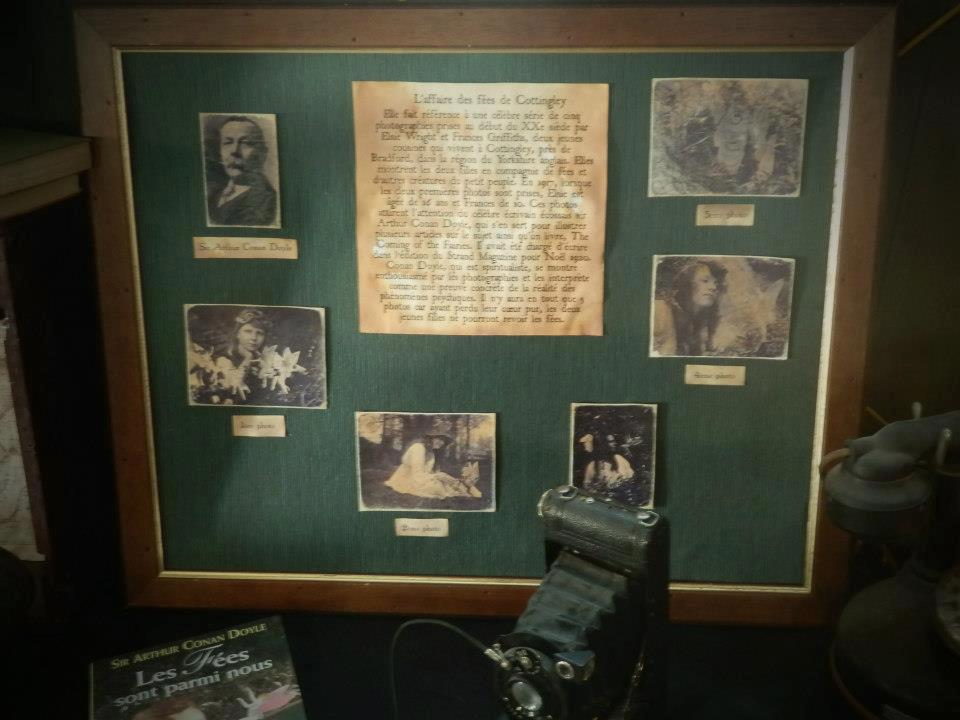 L'affaire des fées de Cottingley
Elle fait référence à une célèbre série de cinq
photographies prises au début du XXe siècle par
Elsie Wright et Frances Griffiths, deux jeunes
cousines qui vivent à Cottingley, près de
Bradford, dans la région du Yorkshire anglais. Elles
montrent les deux filles en compagnie de fées et
d'autres créatures du petit peuple. En 1917, lorsque
les deux premières photos sont prises, Elsie est
âgée de 16 ans et Frances de 10. Ces photos
attirent l'attention du célèbre écrivain écossais sir
Arthur Conan Doyle, qui s'en sert pour illustrer
plusieurs articles sur le sujet ainsi qu'un livre, The
Coming of the Fairies. Il avait été chargé d'écrire
dans l'édition du Strand Magazine pour Noël 1920.
Conan Doyle, qui est spiritualiste, se montre
enthousiasmé par les photographies et les interprète
comme une preuve concrète de la réalité des
phénomènes psychiques. Il n'y aura en tout que 5
photos car ayant perdu leur cœur pur, les deux
jeunes filles ne pourront revoir les fées.
Sir Arthur Conan Doyle
5ème photo
4ème photo
1ère photo
2ème photo
SIR ARTHUR CONAN DOYLE
Les Fées
sont parmi nous